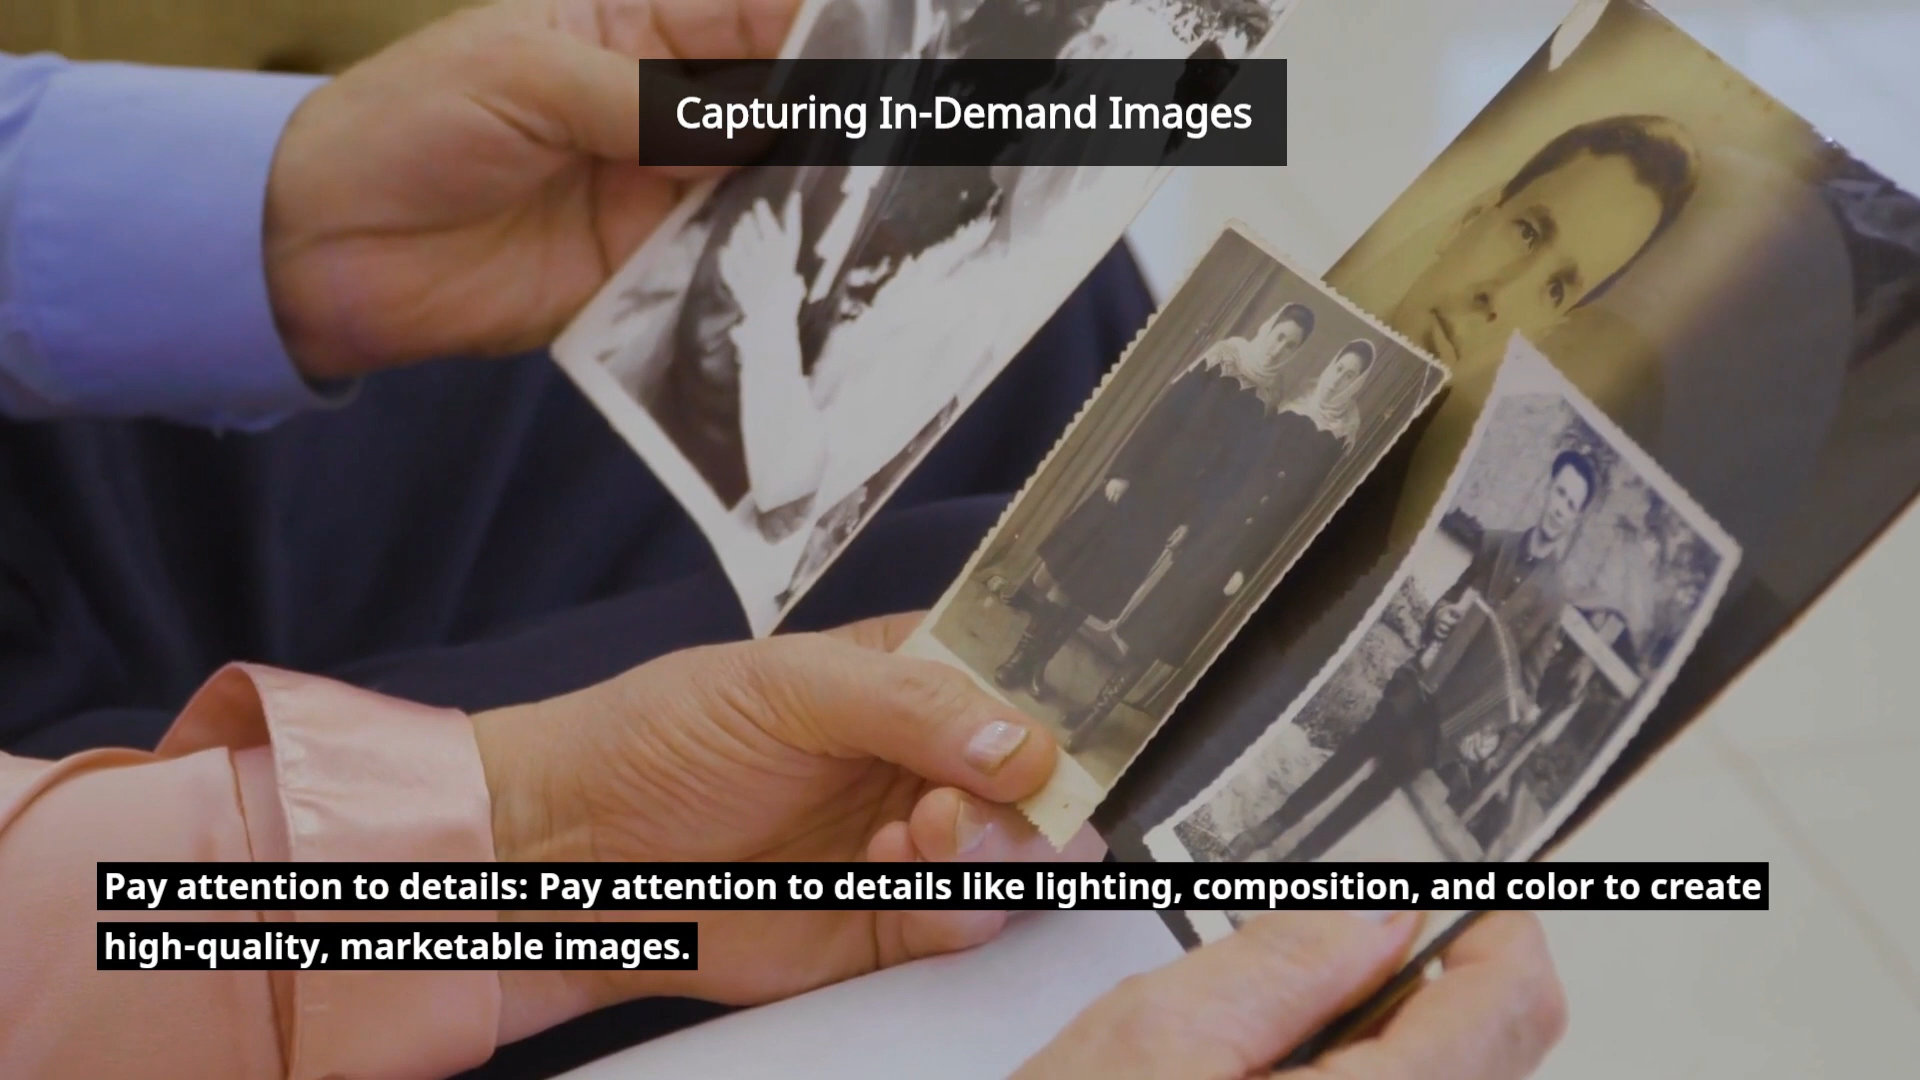 Capturing In-Demand Images
Pay attention to details: Pay attention to details like lighting, composition, and color to create
high-quality, marketable images.